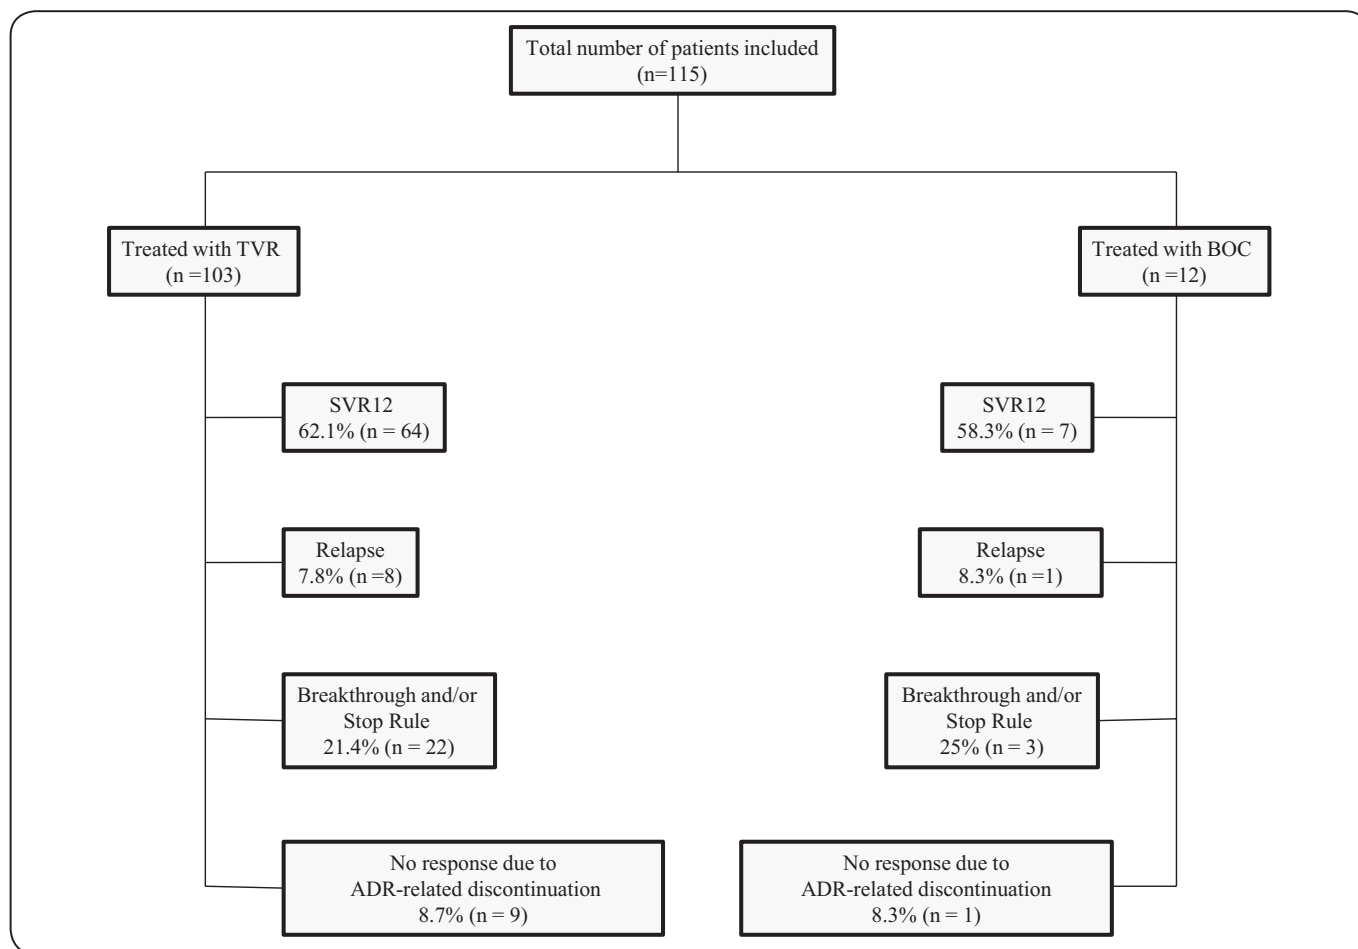 Total number of patients included
(n=115)
Treated with TVR
(n =103)
Treated with BOC
(n =12)
SVR12
62.1% (n = 64)
SVR12
58.3% (n = 7)
Relapse
7.8% (n =8)
Relapse
8.3% (n =1)
Breakthrough and/or
Stop Rule
21.4% (n = 22)
Breakthrough and/or
Stop Rule
25% (n = 3)
No response due to
ADR-related discontinuation
8.7% (n = 9)
No response due to
ADR-related discontinuation
8.3% (n = 1)